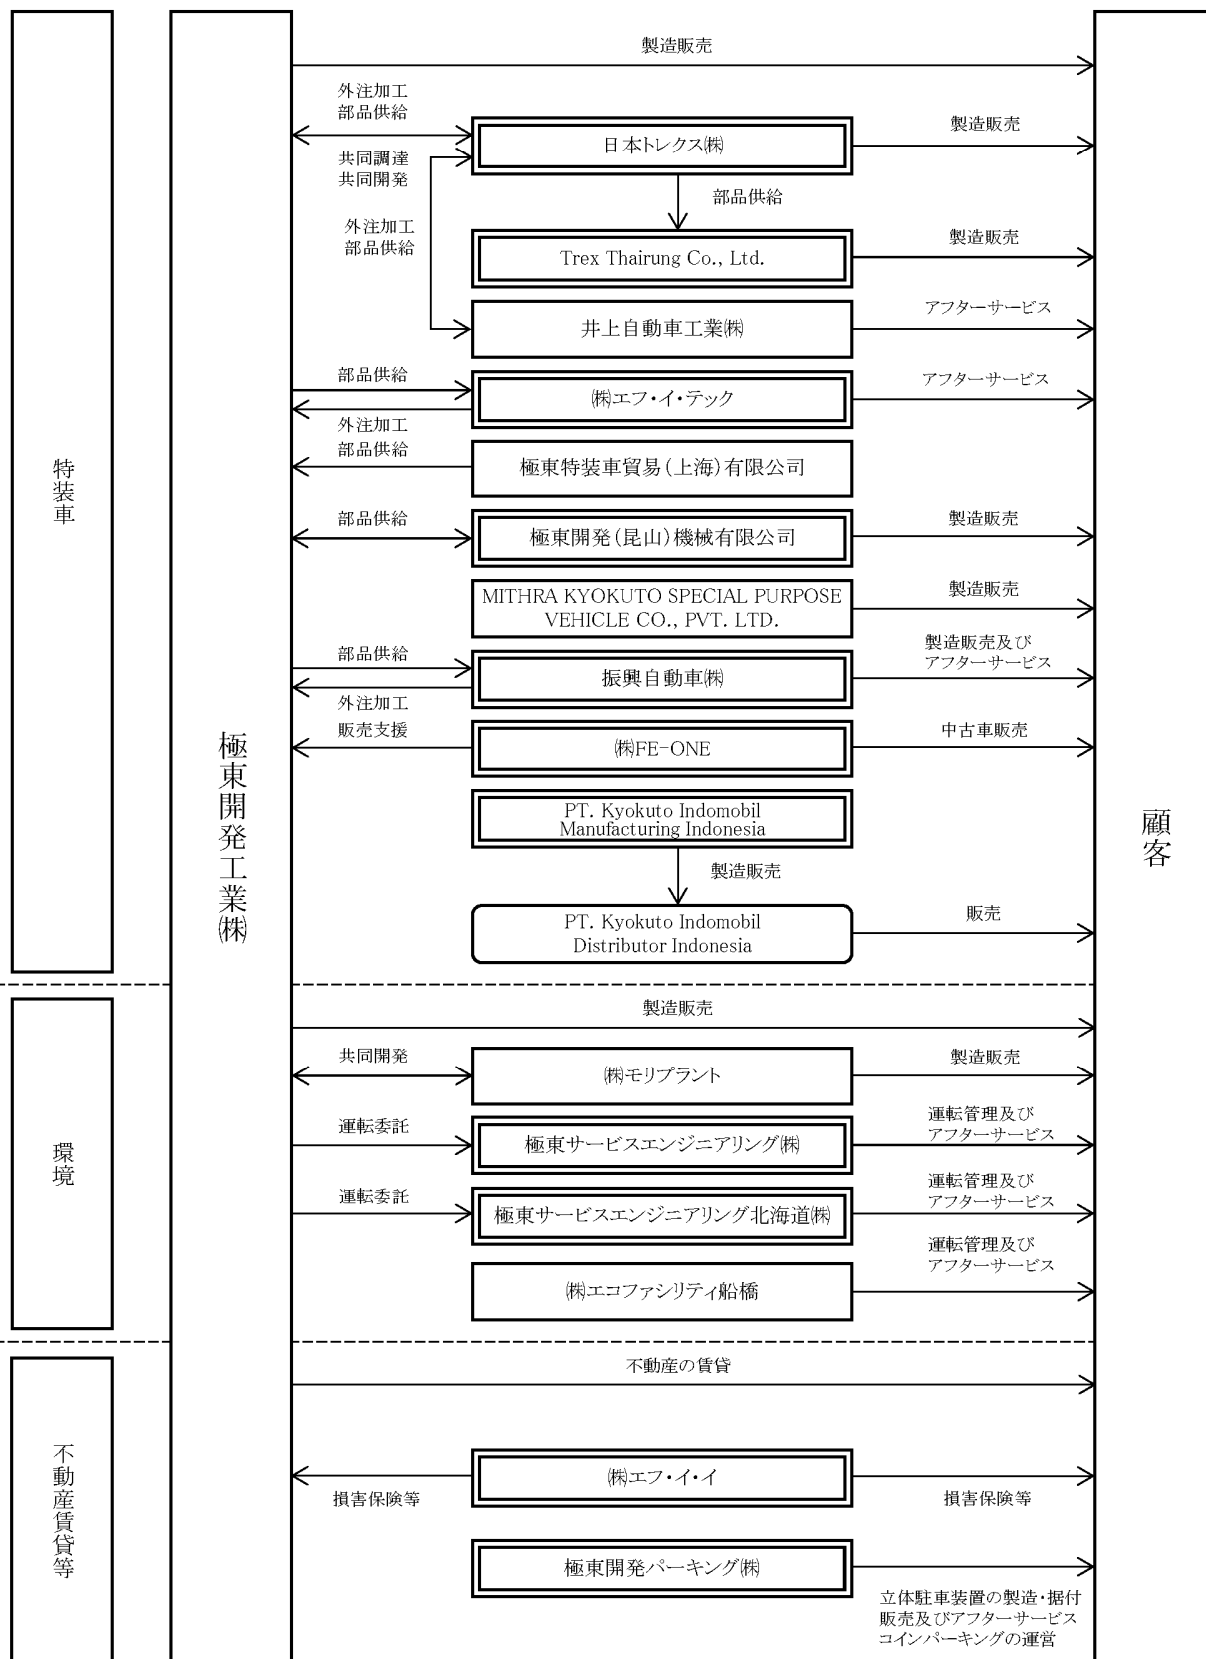 特装車
極東開発工業㈱
顧客
製造販売
外注加工
部品供給
共同調達
共同開発
日本トレクス㈱
製造販売
部品供給
外注加工
部品供給
Trex Thairung Co., Ltd.
製造販売
井上自動車工業㈱
アフターサービス
部品供給
外注加工
㈱エフ・イ・テック
アフターサービス
部品供給
極東特装車貿易(上海)有限公司
部品供給
極東開発(昆山)機械有限公司
製造販売
MITHRA KYOKUTO SPECIAL PURPOSE
VEHICLE CO., PVT. LTD.
製造販売
部品供給
外注加工
振興自動車㈱
製造販売及び
アフターサービス
販売支援
㈱FE-ONE
中古車販売
PT. Kyokuto Indomobil
Manufacturing Indonesia
製造販売
PT. Kyokuto Indomobil
Distributor Indonesia
販売
環境
製造販売
共同開発
㈱モリプラント
製造販売
運転委託
極東サービスエンジニアリング㈱
運転管理及び
アフターサービス
運転委託
極東サービスエンジニアリング北海道㈱
運転管理及び
アフターサービス
㈱エコファシリティ船橋
運転管理及び
アフターサービス
不動産賃貸等
不動産の賃貸
㈱エフ・イ・イ
損害保険等
損害保険等
極東開発パーキング㈱
立体駐車装置の製造・据付
販売及びアフターサービス
コインパーキングの運営